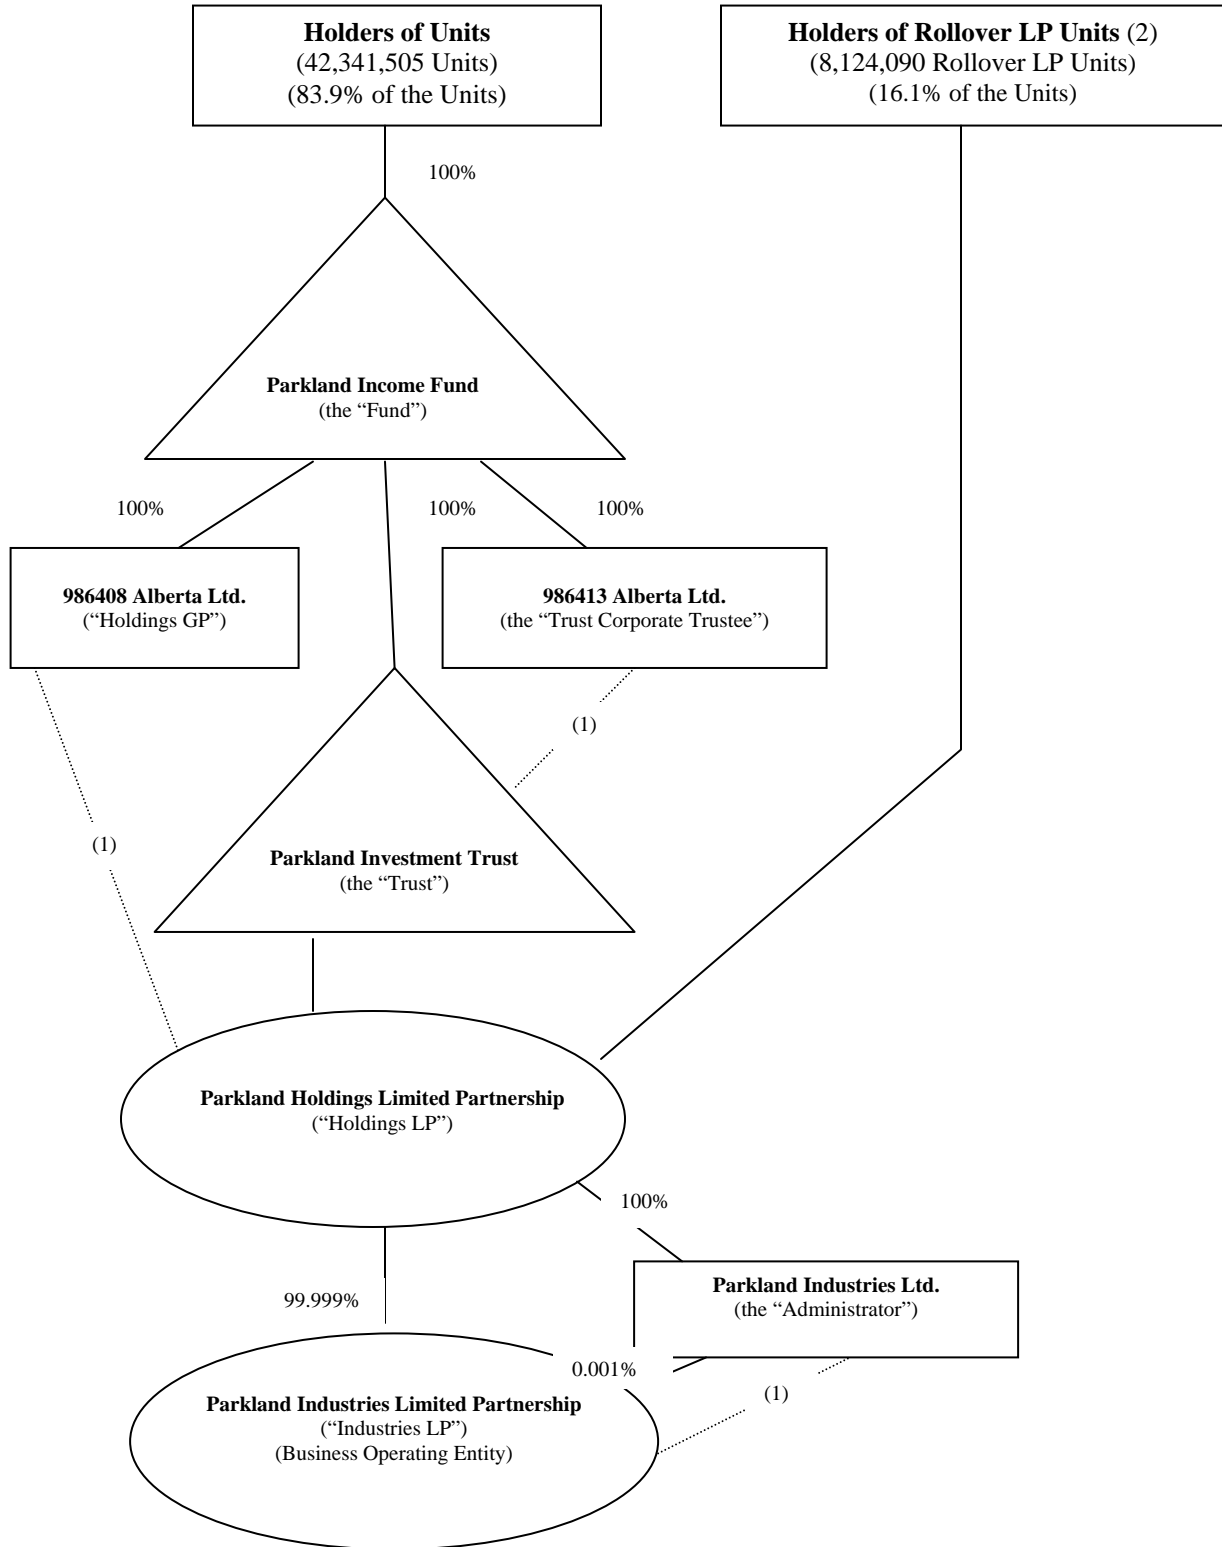 Holders of Units
(42,341,505 Units)
(83.9% of the Units)
Holders of Rollover LP Units (2)
(8,124,090 Rollover LP Units)
(16.1% of the Units)
100%
Parkland Income Fund
(the “Fund”)
100%
100%
100%
986408 Alberta Ltd.
(“Holdings GP”)
986413 Alberta Ltd.
(the “Trust Corporate Trustee”)
(1)
(1)
Parkland Investment Trust
(the “Trust”)
Parkland Holdings Limited Partnership
(“Holdings LP”)
100%
99.999%
Parkland Industries Ltd.
(the “Administrator”)
0.001%
(1)
Parkland Industries Limited Partnership
(“Industries LP”)
(Business Operating Entity)